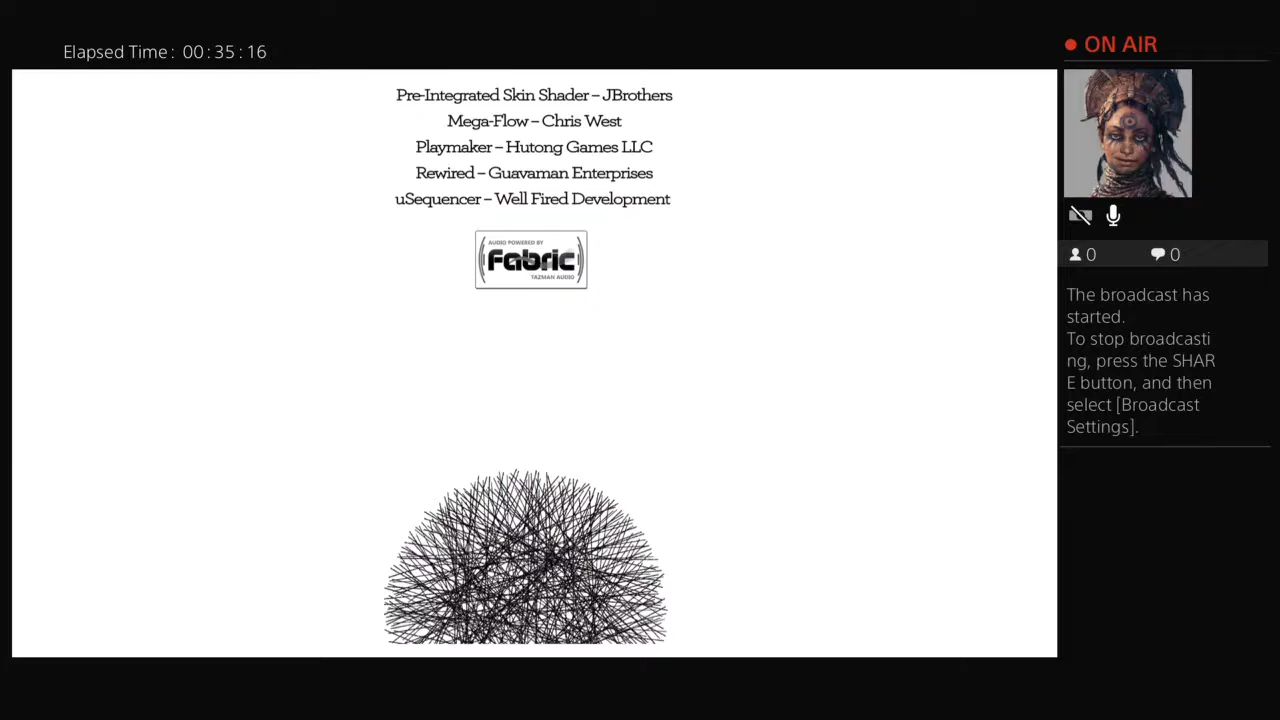 Elapsed Time: 00:35:16
ON AIR
Pre-Integrated Skin Shader – JBrothers
Mega-Flow – Chris West
Playmaker – Hutong Games LLC
Rewired – Guavaman Enterprises
uSequencer – Well Fired Development
AUDIO POWERED BY
Fabric
TAZMAN AUDIO
0
0
The broadcast has
started.
To stop broadcasti
ng, press the SHAR
E button, and then
select [Broadcast
Settings].